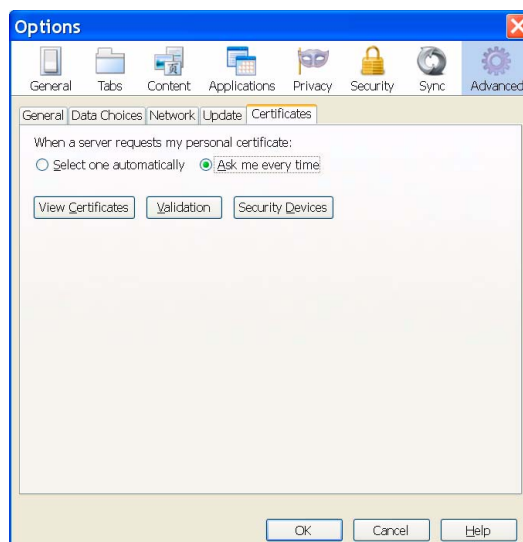 Options
General Tabs Content Applications Privacy Security Sync Advanced
General Data Choices Network Update Certificates
When a server requests my personal certificate:
Select one automatically Ask me every time
View Certificates Validation Security Devices
OK Cancel Help